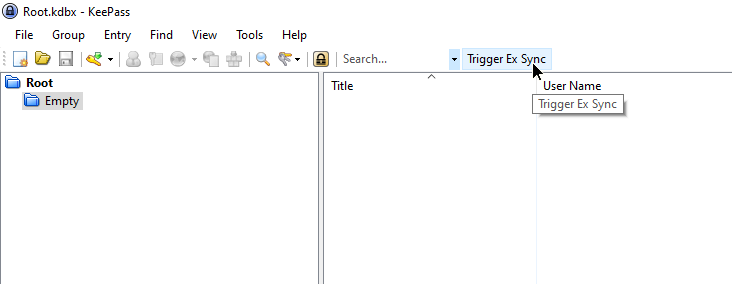 Root.kdbx - KeePass
File Group Entry Find View Tools Help
Search... Trigger Ex Sync
Root
Empty
Title User Name
Trigger Ex Sync